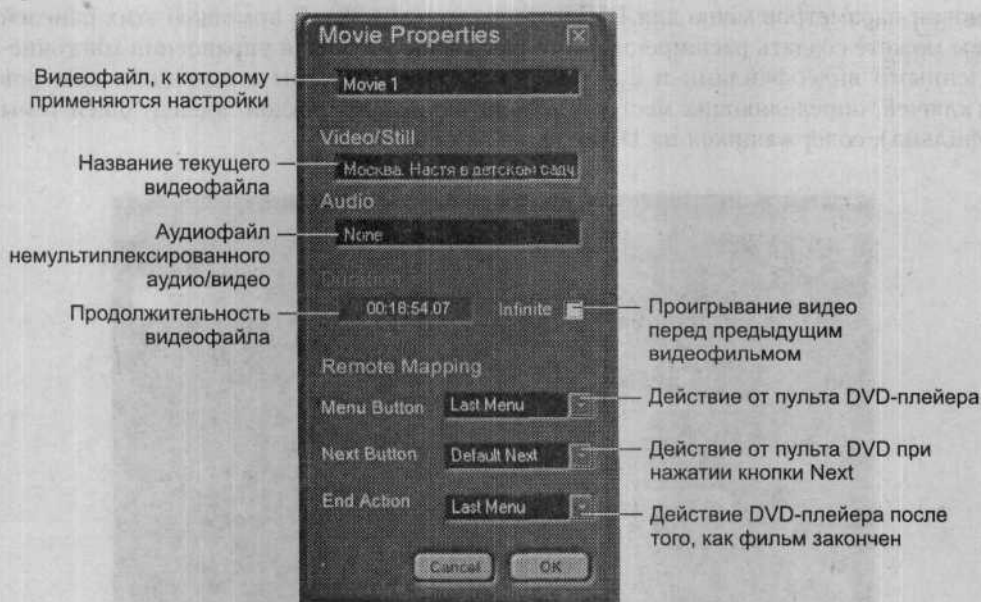 Movie Properties
Видеофайл, к которому
применяются настройки
Movie 1
Video/Still
Название текущего
видеофайла
Москва. Настя в детском саду
Audio
Аудиофайл
немультиплексированного
аудио/видео
None
Duration
Продолжительность
видеофайла
00:18:54.07
Infinite
Проигрывание видео
перед предыдущим
видеофильмом
Remote Mapping
Menu Button
Last Menu
Действие от пульта DVD-плейера
Next Button
Default Next
Действие от пульта DVD при
нажатии кнопки Next
End Action
Last Menu
Действие DVD-плейера после
того, как фильм закончен
Cancel
OK